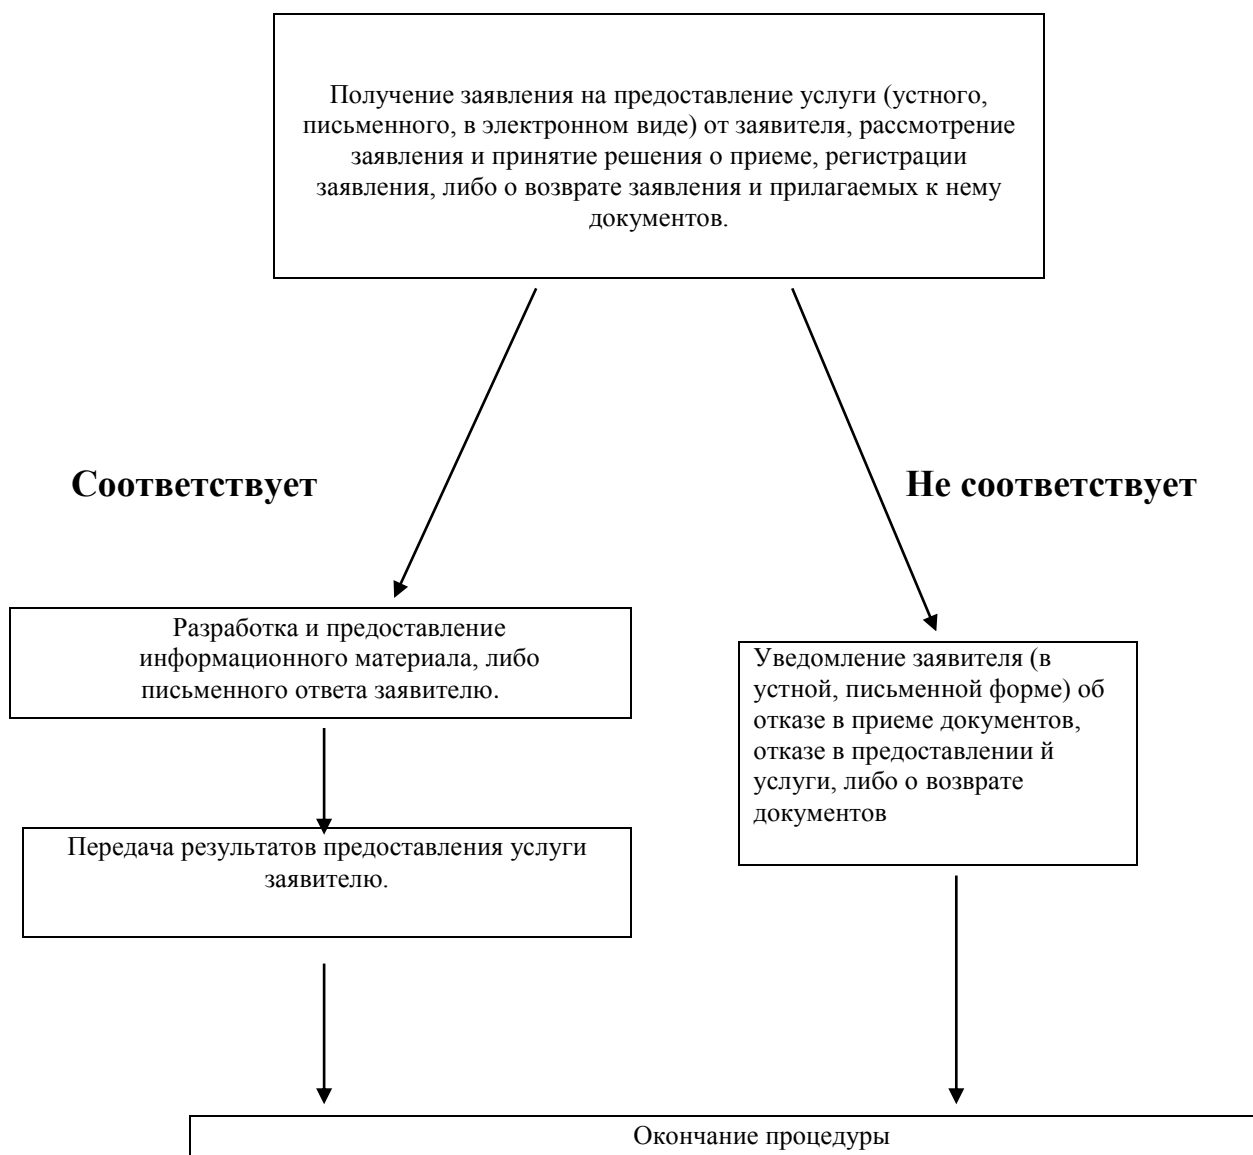 Получение заявления на предоставление услуги (устного,
письменного, в электронном виде) от заявителя, рассмотрение
заявления и принятие решения о приеме, регистрации
заявления, либо о возврате заявления и прилагаемых к нему
документов.
Соответствует
Не соответствует
Разработка и предоставление
информационного материала, либо
письменного ответа заявителю.
Уведомление заявителя (в
устной, письменной форме) об
отказе в приеме документов,
отказе в предоставлении й
услуги, либо о возврате
документов
Передача результатов предоставления услуги
заявителю.
Окончание процедуры